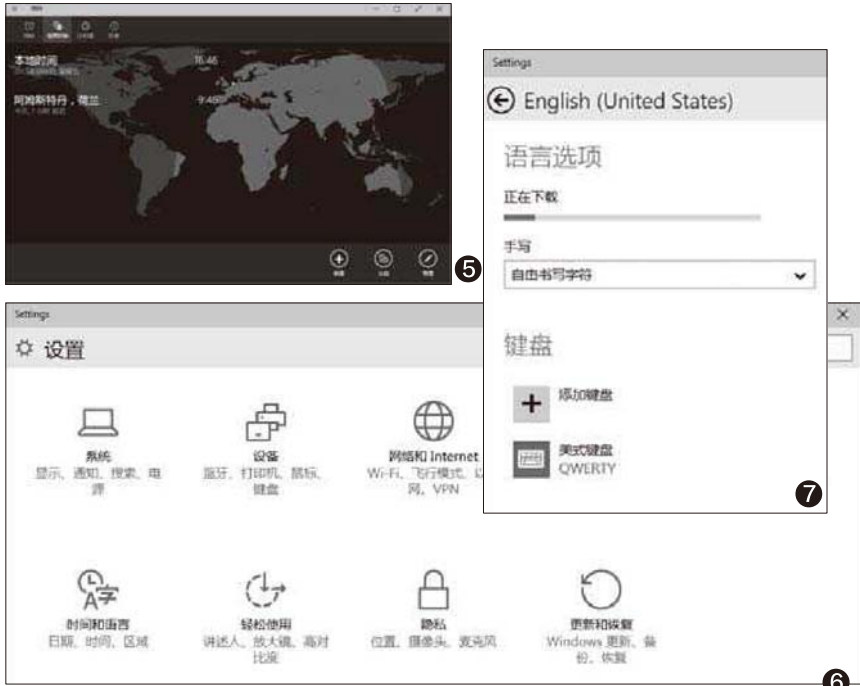 本地时间
16:46
阿姆斯特丹，荷兰
9:46
5
Settings
English (United States)
语言选项
正在下载
手写
自由书写字符
键盘
添加键盘
美式键盘
QWERTY
7
Settings
设置
系统
显示、通知、搜索、电
源
设备
蓝牙、打印机、鼠标、
键盘
网络和 Internet
Wi-Fi、飞行模式、以
网、VPN
时间和语言
日期、时间、区域
轻松使用
讲述人、放大镜、高对
比度
隐私
位置、摄像头、麦克风
更新和恢复
Windows 更新、备
份、恢复
6